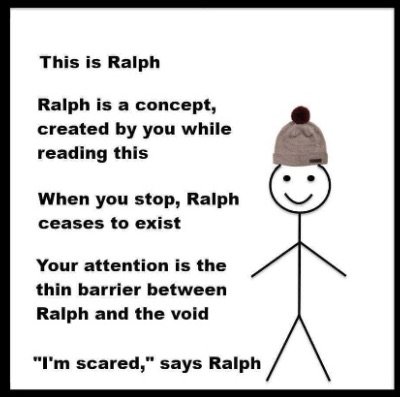 This is Ralph
Ralph is a concept,
created by you while
reading this
When you stop, Ralph
ceases to exist
Your attention is the
thin barrier between
Ralph and the void
"I'm scared," says Ralph